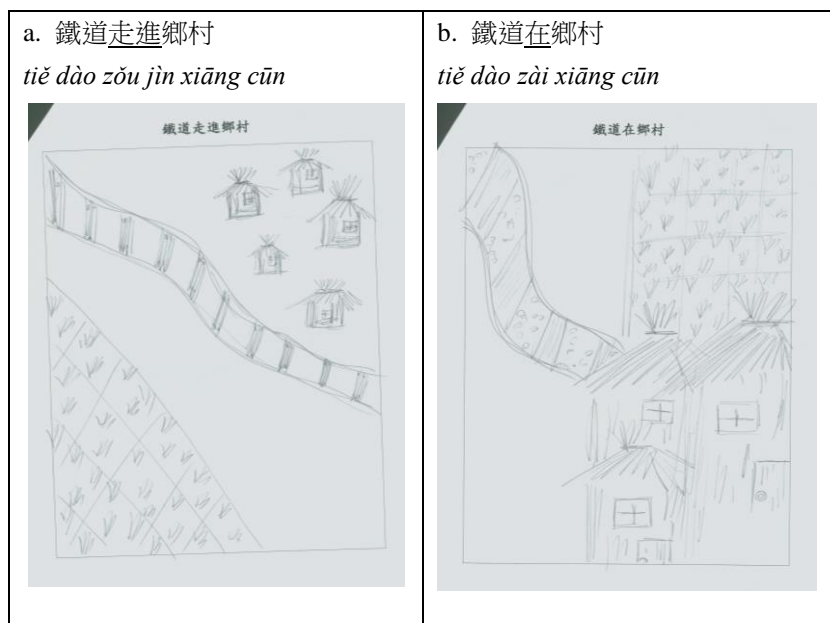 a. 鐵道走進鄉村
tiě dào zǒu jìn xiāng cūn
鐵道走進鄉村
b. 鐵道在鄉村
tiě dào zài xiāng cūn
鐵道在鄉村